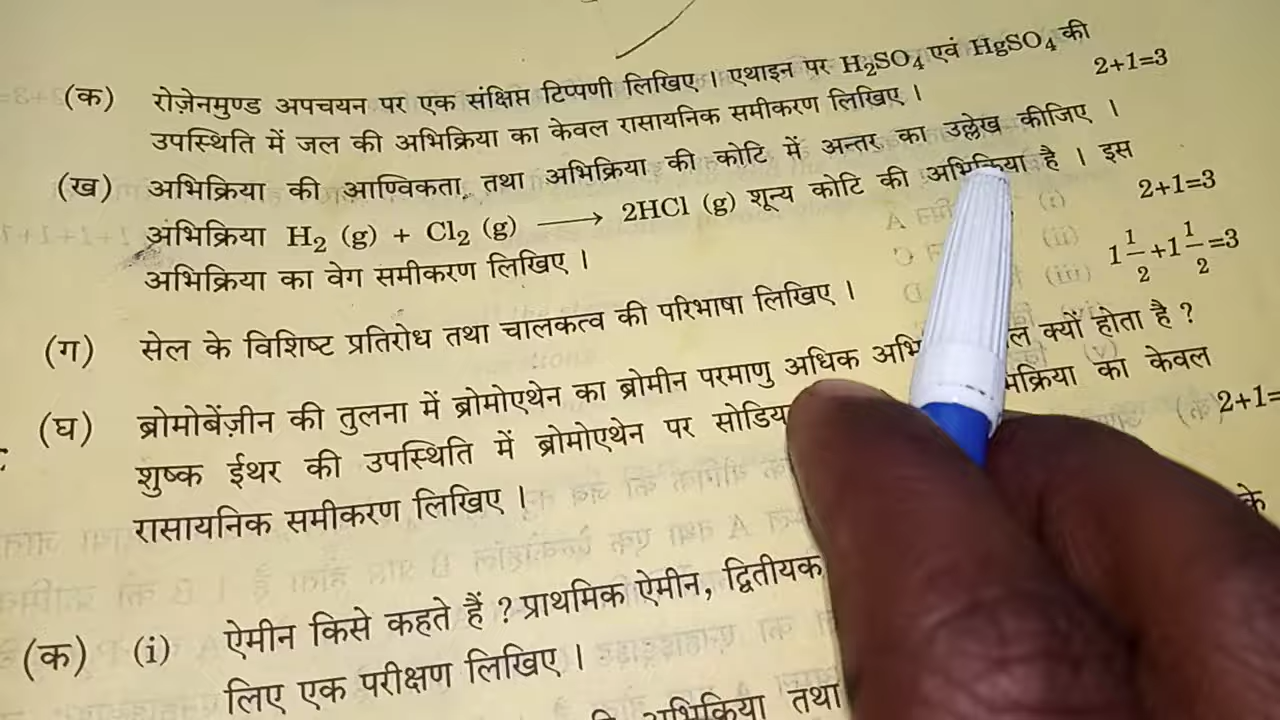 (क) रोज़ेनमुण्ड अपचयन पर एक संक्षिप्त टिप्पणी लिखिए । एथाइन पर H₂SO₄ एवं HgSO₄ की
उपस्थिति में जल की अभिक्रिया का केवल रासायनिक समीकरण लिखिए । 2+1=3
(ख) अभिक्रिया की आण्विकता तथा अभिक्रिया की कोटि में अन्तर का उल्लेख कीजिए ।
अभिक्रिया H₂ (g) + Cl₂ (g) ⟶ 2HCl (g) शून्य कोटि की अभिक्रिया है । इस
अभिक्रिया का वेग समीकरण लिखिए । 2+1=3
(ग) सेल के विशिष्ट प्रतिरोध तथा चालकत्व की परिभाषा लिखिए । 1 1/2+1 1/2=3
(घ) ब्रोमोबेंज़ीन की तुलना में ब्रोमोएथेन का ब्रोमीन परमाणु अधिक क्यों होता है ?
शुष्क ईथर की उपस्थिति में ब्रोमोएथेन पर का केवल
रासायनिक समीकरण लिखिए । 2+1=
(क) (i) ऐमीन किसे कहते हैं ? प्राथमिक ऐमीन, द्वितीयक के
लिए एक परीक्षण लिखिए ।
अभिक्रिया तथा